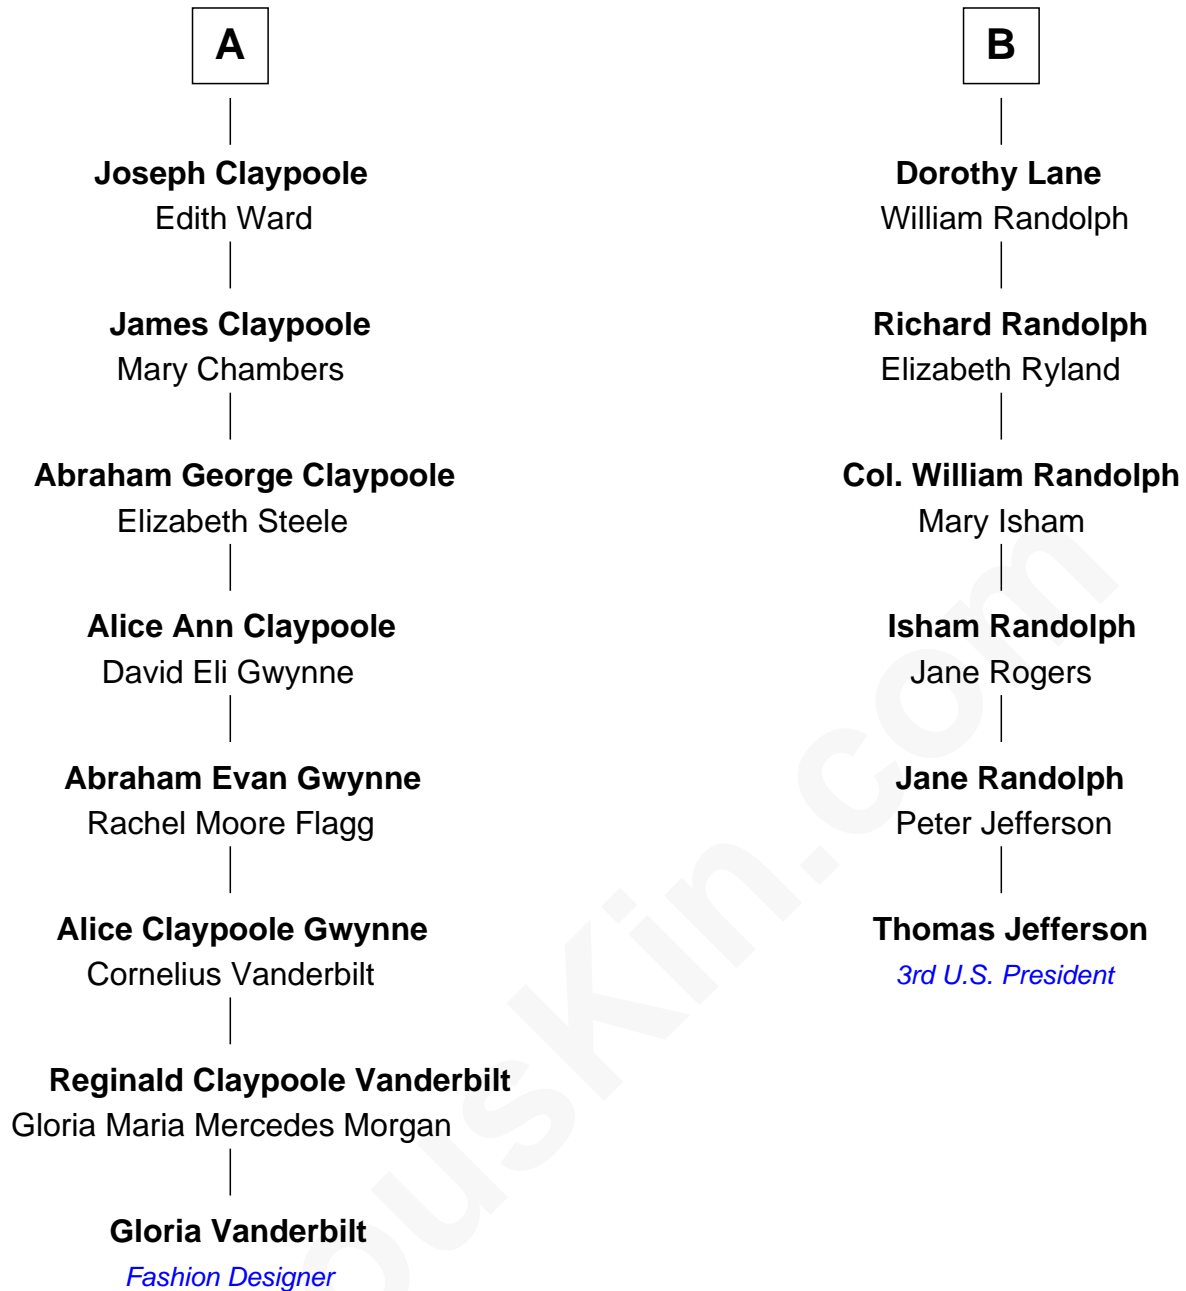 A
Joseph Claypoole
Edith Ward
James Claypoole
Mary Chambers
Abraham George Claypoole
Elizabeth Steele
Alice Ann Claypoole
David Eli Gwynne
Abraham Evan Gwynne
Rachel Moore Flagg
Alice Claypoole Gwynne
Cornelius Vanderbilt
Reginald Claypoole Vanderbilt
Gloria Maria Mercedes Morgan
Gloria Vanderbilt
Fashion Designer
B
Dorothy Lane
William Randolph
Richard Randolph
Elizabeth Ryland
Col. William Randolph
Mary Isham
Isham Randolph
Jane Rogers
Jane Randolph
Peter Jefferson
Thomas Jefferson
3rd U.S. President
ousKin.com